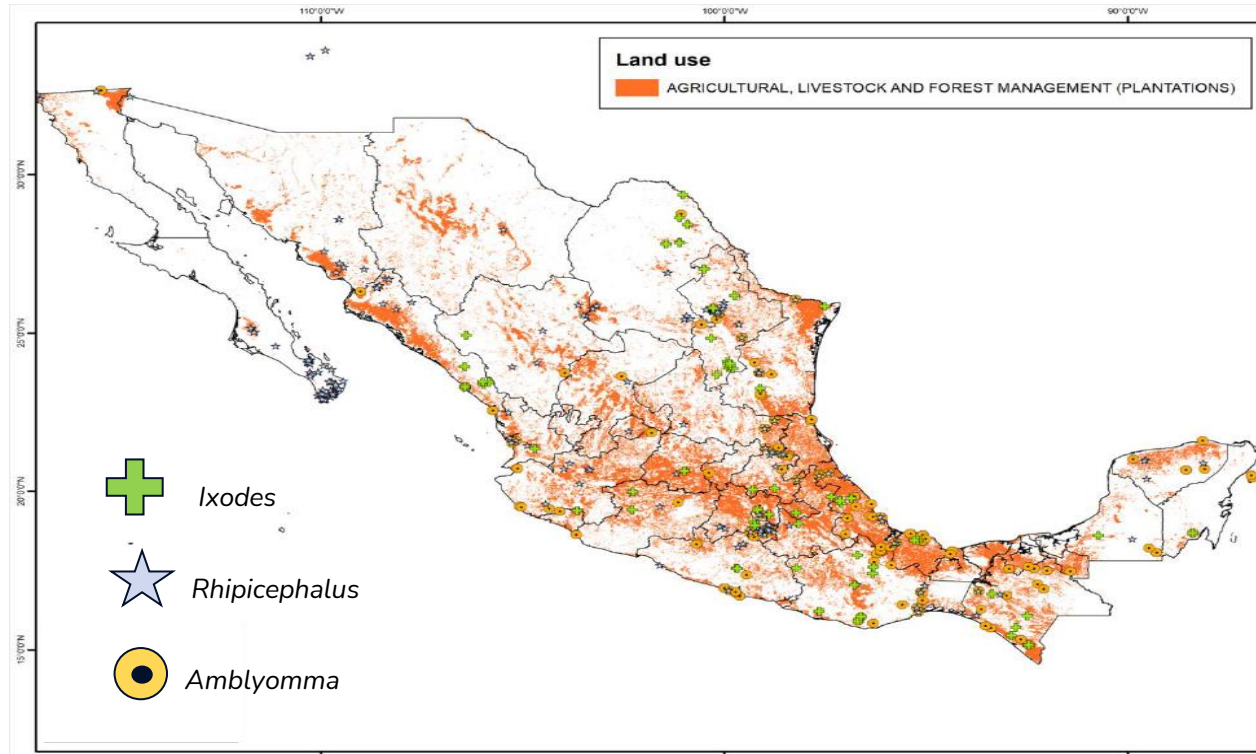 110°0'0"W 100°0'0"W 90°0'0"W
Land use
AGRICULTURAL, LIVESTOCK AND FOREST MANAGEMENT (PLANTATIONS)
30°0'0"N
25°0'0"N
20°0'0"N
15°0'0"N
Ixodes
Rhipicephalus
Amblyomma